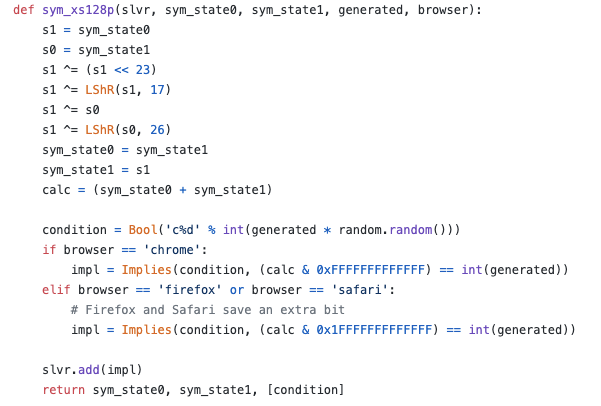 def sym_xs128p(slvr, sym_state0, sym_state1, generated, browser):
    s1 = sym_state0
    s0 = sym_state1
    s1 ^= (s1 << 23)
    s1 ^= LShR(s1, 17)
    s1 ^= s0
    s1 ^= LShR(s0, 26)
    sym_state0 = sym_state1
    sym_state1 = s1
    calc = (sym_state0 + sym_state1)

    condition = Bool('c%d' % int(generated * random.random()))
    if browser == 'chrome':
        impl = Implies(condition, (calc & 0xFFFFFFFFFFFFF) == int(generated))
    elif browser == 'firefox' or browser == 'safari':
        # Firefox and Safari save an extra bit
        impl = Implies(condition, (calc & 0x1FFFFFFFFFFFFF) == int(generated))

    slvr.add(impl)
    return sym_state0, sym_state1, [condition]